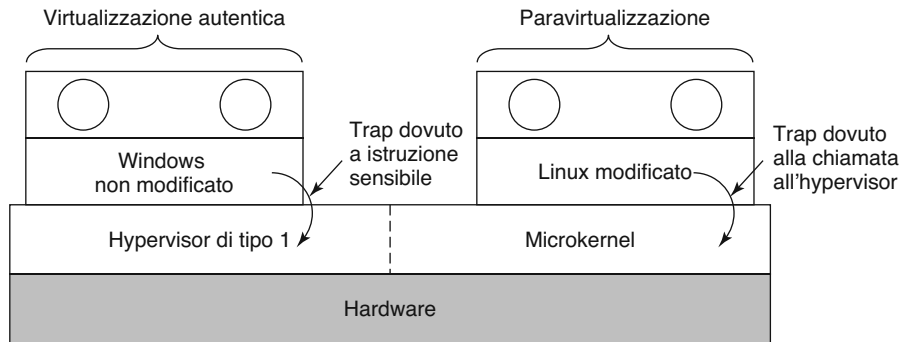 Virtualizzazione autentica
Paravirtualizzazione
Trap dovuto
a istruzione
sensibile
Trap dovuto
alla chiamata
all'hypervisor
Windows
non modificato
Linux modificato
Hypervisor di tipo 1
Microkernel
Hardware